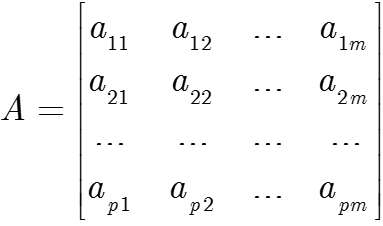 a₁₁ a₁₂ ... a₁ₘ
a₂₁ a₂₂ ... a₂ₘ
A =
... ... ... ...
aₚ₁ aₚ₂ ... aₚₘ